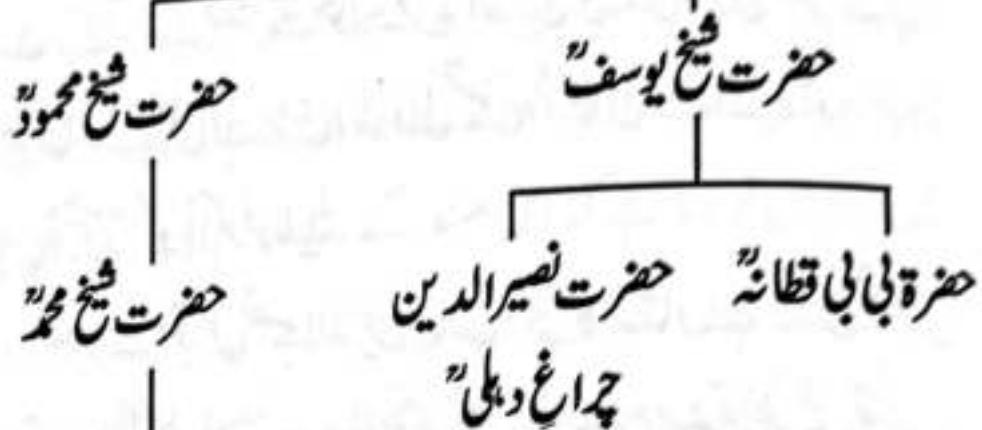 حضرت شیخ یوسفؒ
حضرت شیخ محمودؒ
حضرۃ بی بی قطانہؒ
حضرت نصیرالدین
چراغِ دہلیؒ
حضرت شیخ محمدؒ